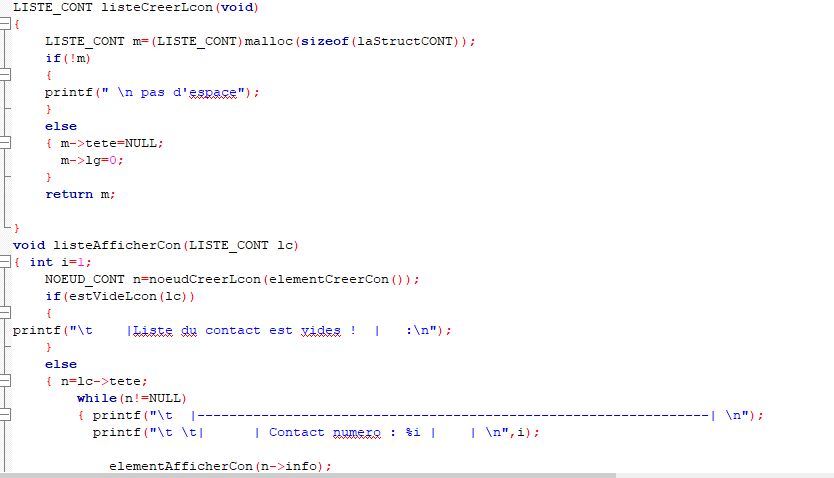 LISTE_CONT listeCreerLcon(void)
{
LISTE_CONT m=(LISTE_CONT)malloc(sizeof(laStructCONT));
if(!m)
{
printf(" \n pas d'espace");
}
else
{ m->tete=NULL;
m->lg=0;
}
return m;
}
void listeAfficherCon(LISTE_CONT lc)
{ int i=1;
NOEUD_CONT n=noeudCreerLcon(elementCreerCon());
if(estVideLcon(lc))
{
printf("\t    |Liste du contact est vides !  |   :\n");
}
else
{ n=lc->tete;
while(n!=NULL)
{ printf("\t  |----------------------------------------------------------------| \n");
printf("\t \t|      | Contact numero : %i |    | \n",i);
elementAfficherCon(n->info);